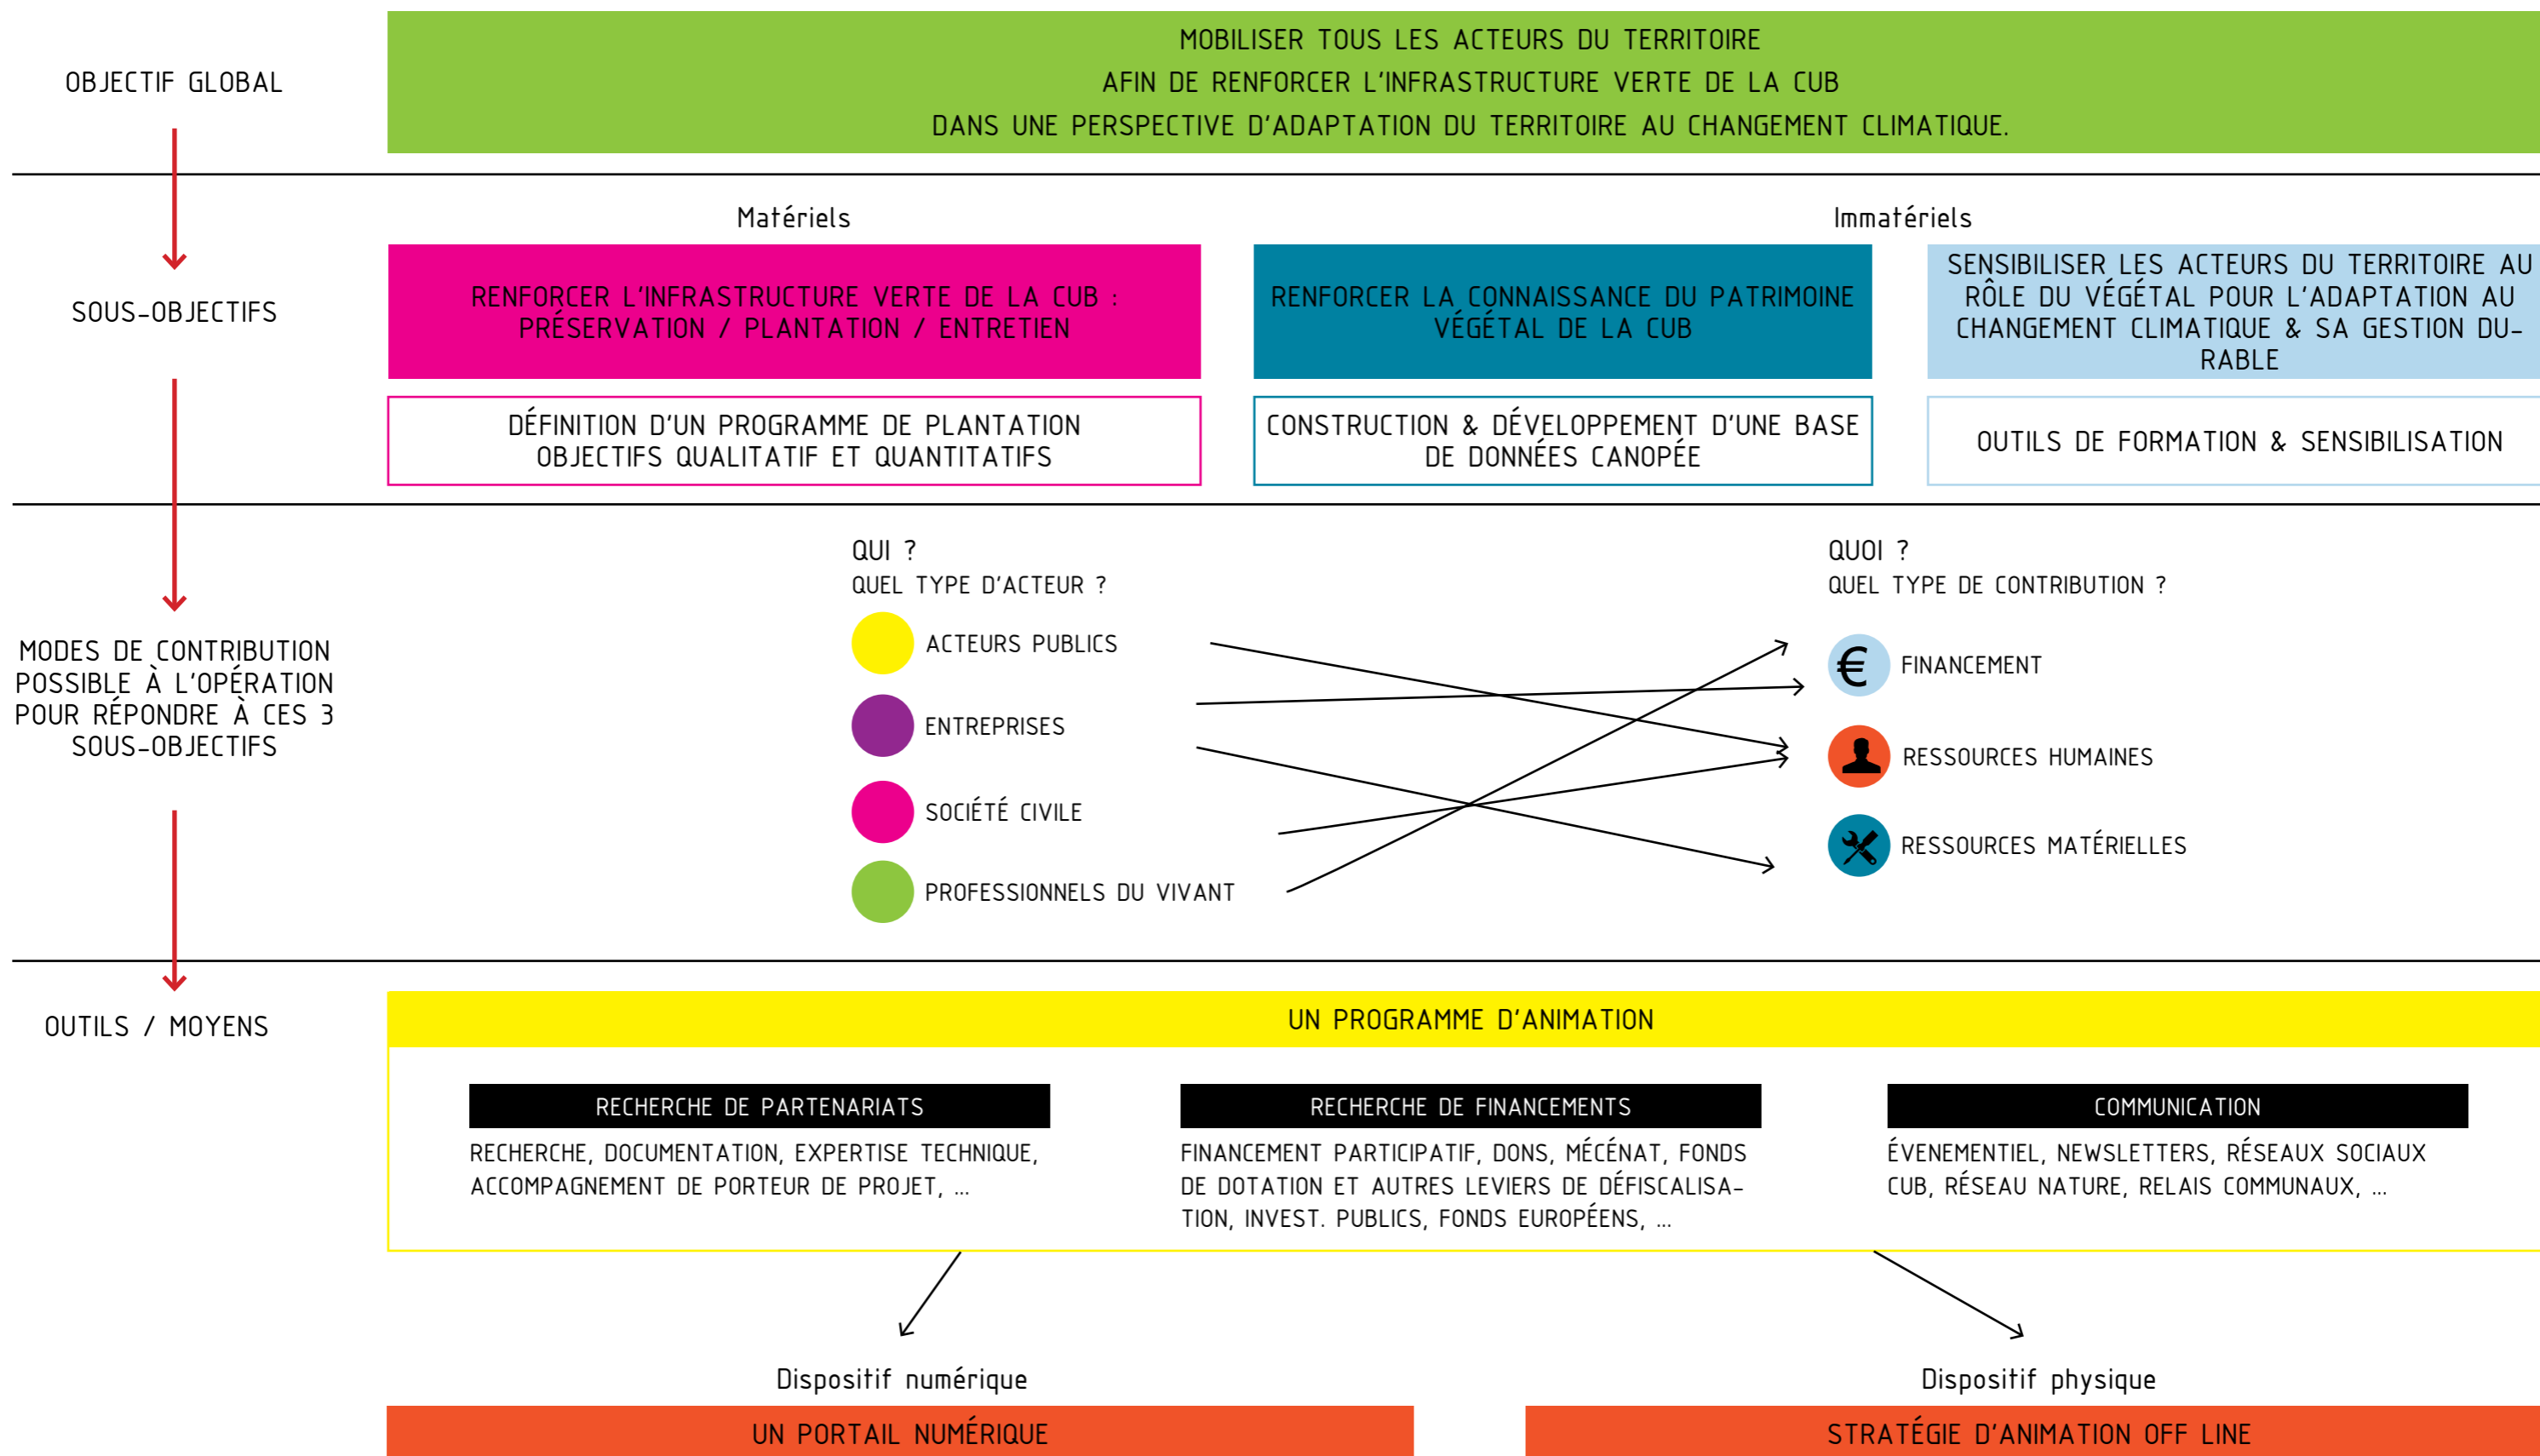 OBJECTIF GLOBAL
MOBILISER TOUS LES ACTEURS DU TERRITOIRE
AFIN DE RENFORCER L'INFRASTRUCTURE VERTE DE LA CUB
DANS UNE PERSPECTIVE D'ADAPTATION DU TERRITOIRE AU CHANGEMENT CLIMATIQUE.
SOUS-OBJECTIFS
Matériels
RENFORCER L'INFRASTRUCTURE VERTE DE LA CUB :
PRÉSERVATION / PLANTATION / ENTRETIEN
DÉFINITION D'UN PROGRAMME DE PLANTATION
OBJECTIFS QUALITATIF ET QUANTITATIFS
Immatériels
RENFORCER LA CONNAISSANCE DU PATRIMOINE
VÉGÉTAL DE LA CUB
CONSTRUCTION & DÉVELOPPEMENT D'UNE BASE
DE DONNÉES CANOPÉE
SENSIBILISER LES ACTEURS DU TERRITOIRE AU
RÔLE DU VÉGÉTAL POUR L'ADAPTATION AU
CHANGEMENT CLIMATIQUE & SA GESTION DU-
RABLE
OUTILS DE FORMATION & SENSIBILISATION
MODES DE CONTRIBUTION
POSSIBLE À L'OPÉRATION
POUR RÉPONDRE À CES 3
SOUS-OBJECTIFS
QUI ?
QUEL TYPE D'ACTEUR ?
ACTEURS PUBLICS
ENTREPRISES
SOCIÉTÉ CIVILE
PROFESSIONNELS DU VIVANT
QUOI ?
QUEL TYPE DE CONTRIBUTION ?
€ FINANCEMENT
RESSOURCES HUMAINES
RESSOURCES MATÉRIELLES
OUTILS / MOYENS
UN PROGRAMME D'ANIMATION
RECHERCHE DE PARTENARIATS
RECHERCHE, DOCUMENTATION, EXPERTISE TECHNIQUE,
ACCOMPAGNEMENT DE PORTEUR DE PROJET, ...
RECHERCHE DE FINANCEMENTS
FINANCEMENT PARTICIPATIF, DONS, MÉCÉNAT, FONDS
DE DOTATION ET AUTRES LEVIERS DE DÉFISCALISA-
TION, INVEST. PUBLICS, FONDS EUROPÉENS, ...
COMMUNICATION
ÉVENEMENTIEL, NEWSLETTERS, RÉSEAUX SOCIAUX
CUB, RÉSEAU NATURE, RELAIS COMMUNAUX, ...
Dispositif numérique
UN PORTAIL NUMÉRIQUE
Dispositif physique
STRATÉGIE D'ANIMATION OFF LINE